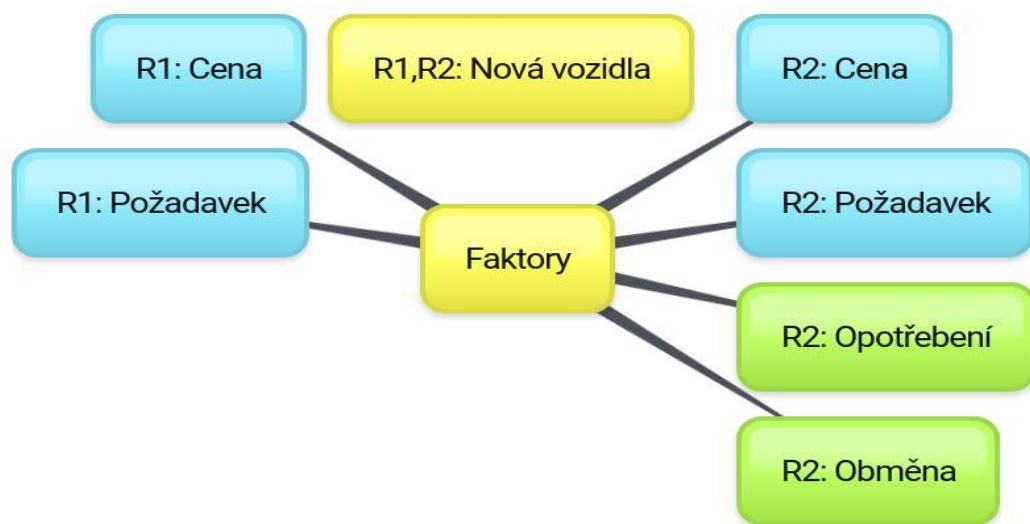 R1: Cena
R1,R2: Nová vozidla
R2: Cena
R1: Požadavek
R2: Požadavek
Faktory
R2: Opotřebení
R2: Obměna